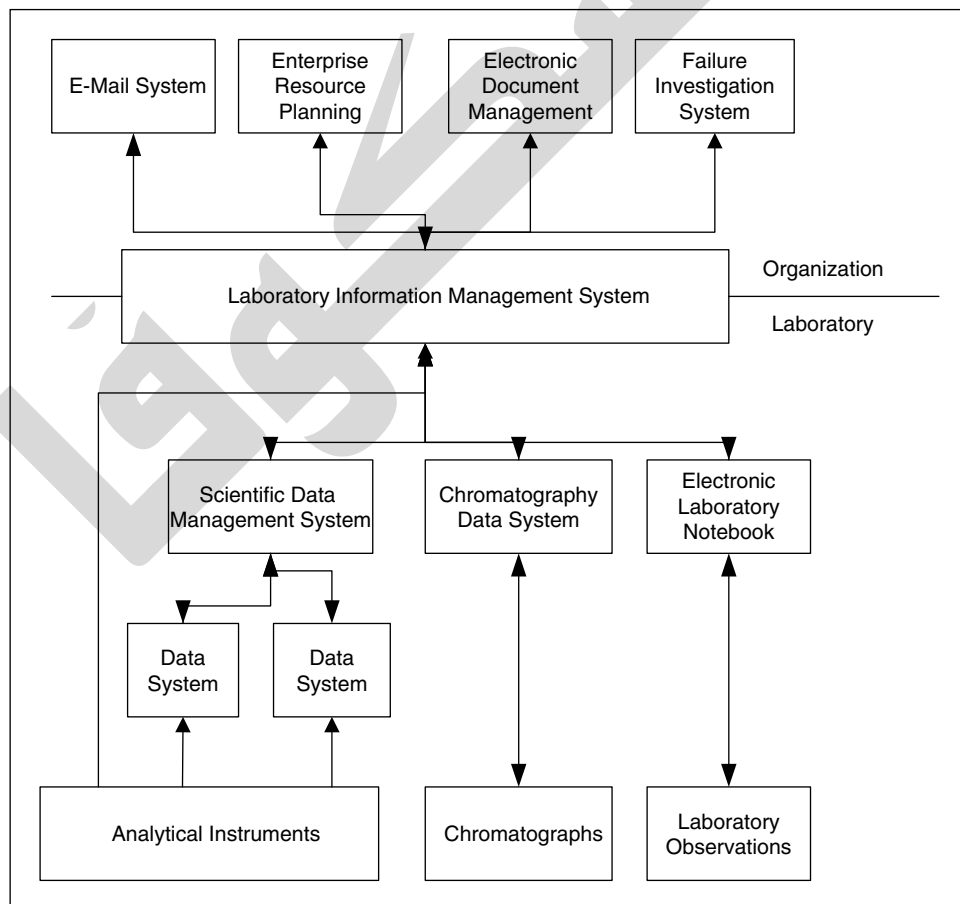 E-Mail System
Enterprise
Resource
Planning
Electronic
Document
Management
Failure
Investigation
System
Organization
Laboratory Information Management System
Laboratory
Scientific Data
Management System
Chromatography
Data System
Electronic
Laboratory
Notebook
Data
System
Data
System
Analytical Instruments
Chromatographs
Laboratory
Observations